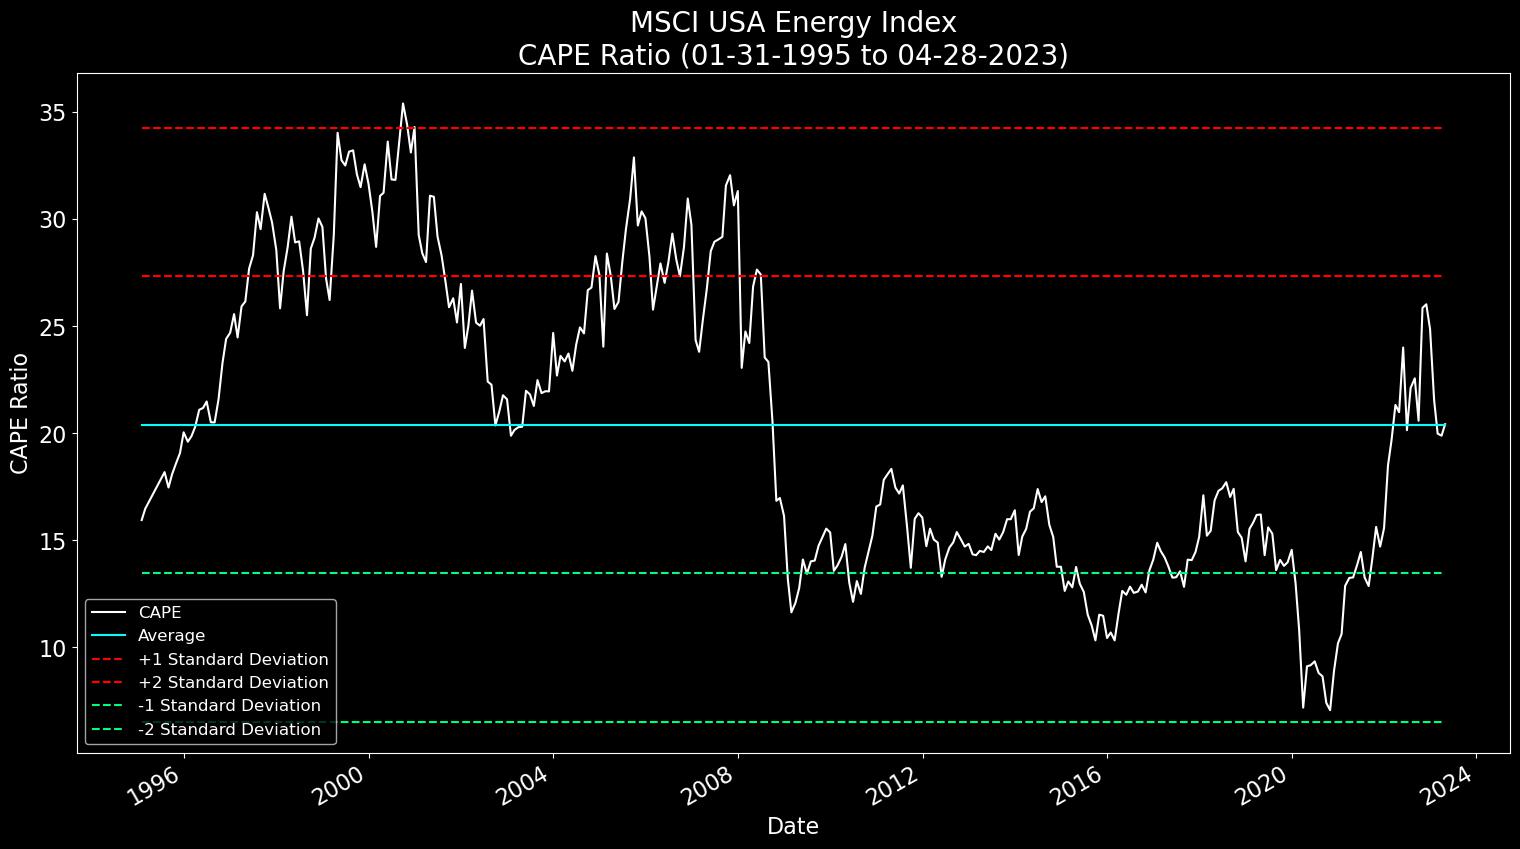 MSCI USA Energy Index
CAPE Ratio (01-31-1995 to 04-28-2023)
35
30
25
20
15
10
CAPE Ratio
CAPE
Average
+1 Standard Deviation
+2 Standard Deviation
-1 Standard Deviation
-2 Standard Deviation
1996
2000
2004
2008
2012
2016
2020
2024
Date